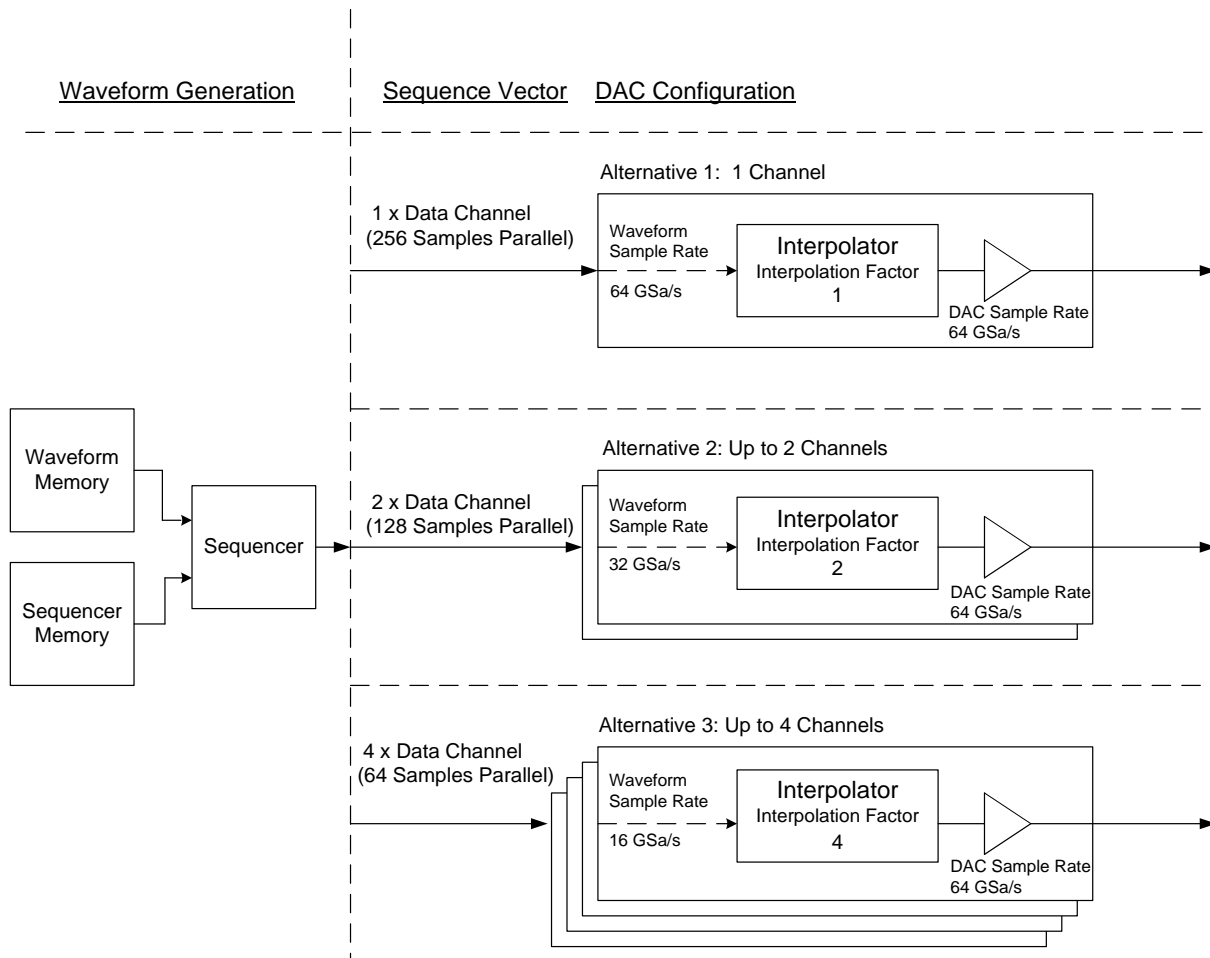 Waveform Generation
Sequence Vector
DAC Configuration
Alternative 1:  1 Channel
1 x Data Channel
(256 Samples Parallel)
Waveform
Sample Rate
64 GSa/s
Interpolator
Interpolation Factor
1
DAC Sample Rate
64 GSa/s
Waveform
Memory
Sequencer
Memory
Sequencer
Alternative 2: Up to 2 Channels
2 x Data Channel
(128 Samples Parallel)
Waveform
Sample Rate
32 GSa/s
Interpolator
Interpolation Factor
2
DAC Sample Rate
64 GSa/s
Alternative 3: Up to 4 Channels
4 x Data Channel
(64 Samples Parallel)
Waveform
Sample Rate
16 GSa/s
Interpolator
Interpolation Factor
4
DAC Sample Rate
64 GSa/s